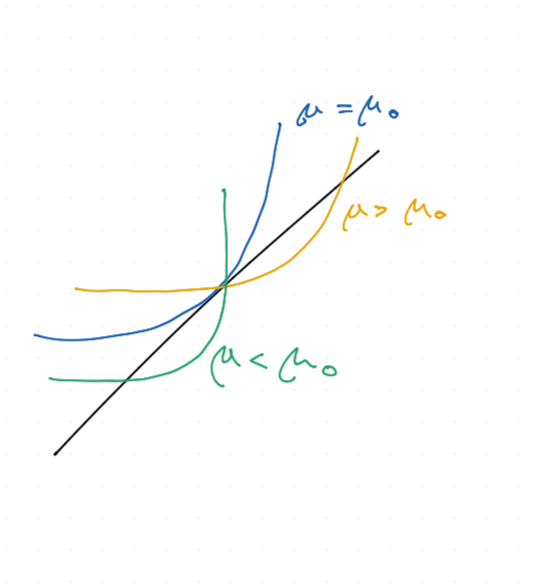 μ = μ₀
μ > μ₀
μ < μ₀